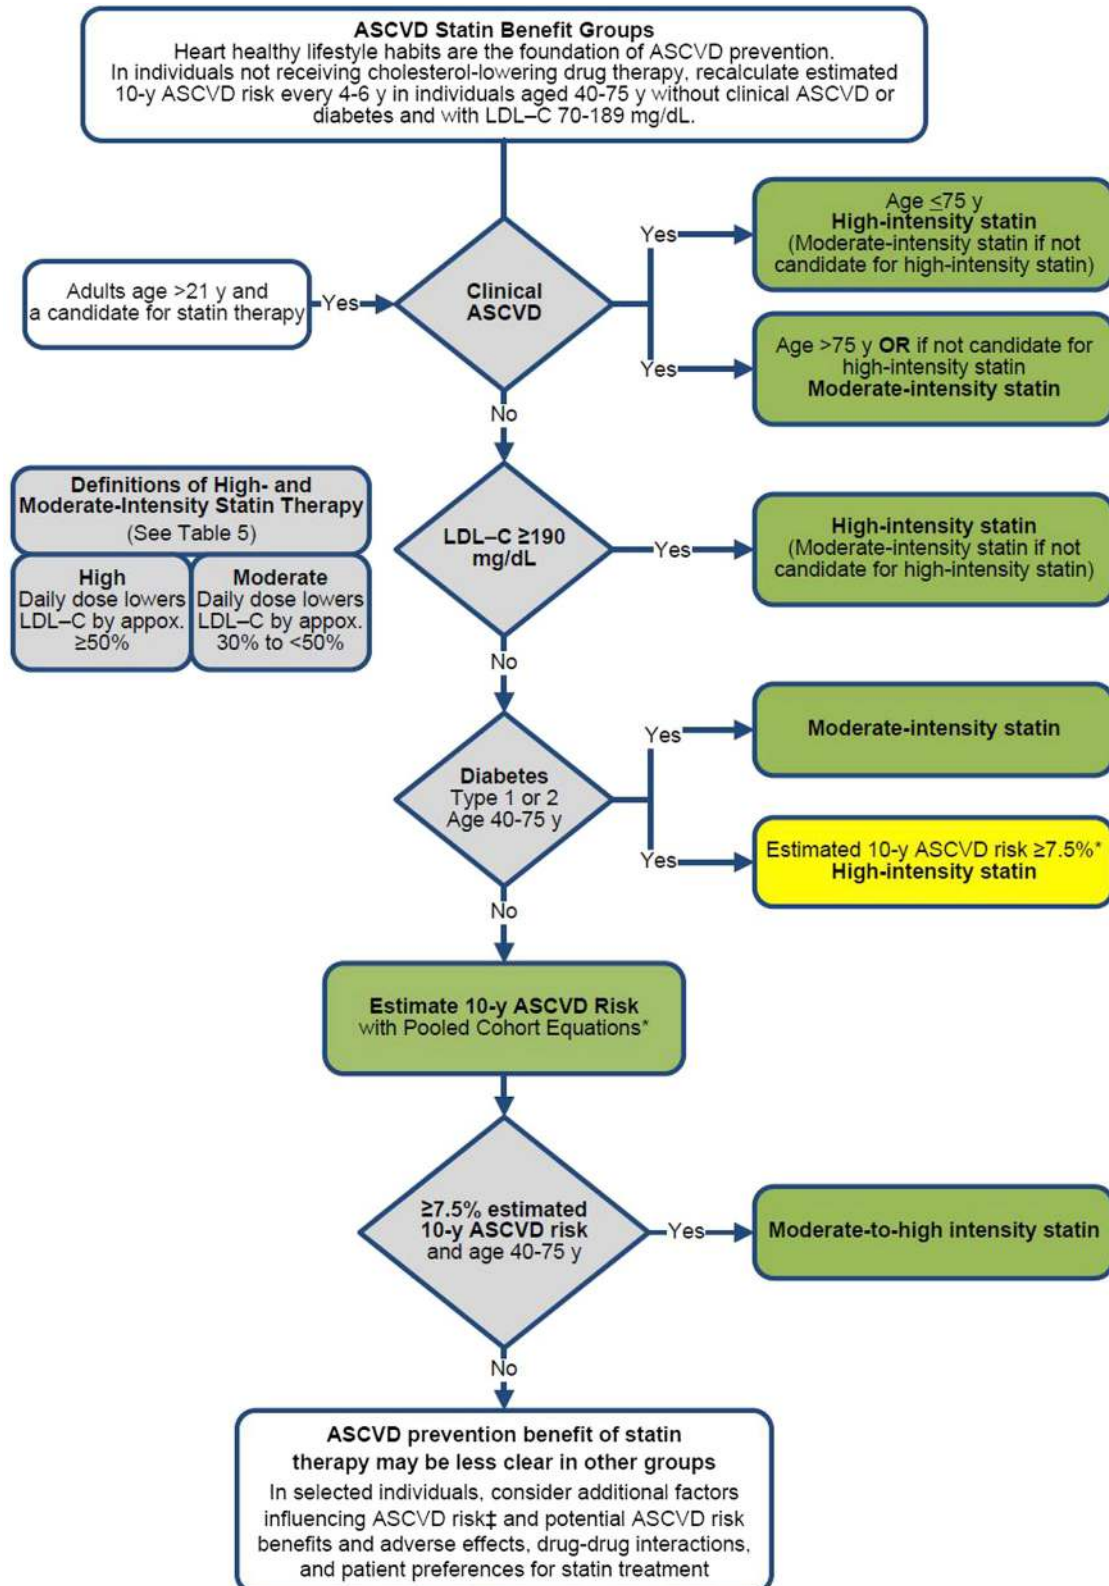 ASCVD Statin Benefit Groups
Heart healthy lifestyle habits are the foundation of ASCVD prevention.
In individuals not receiving cholesterol-lowering drug therapy, recalculate estimated
10-y ASCVD risk every 4-6 y in individuals aged 40-75 y without clinical ASCVD or
diabetes and with LDL–C 70-189 mg/dL.
Adults age >21 y and
a candidate for statin therapy
Yes
Clinical
ASCVD
Yes
Age ≤75 y
High-intensity statin
(Moderate-intensity statin if not
candidate for high-intensity statin)
Yes
Age >75 y OR if not candidate for
high-intensity statin
Moderate-intensity statin
No
Definitions of High- and
Moderate-Intensity Statin Therapy
(See Table 5)
High
Daily dose lowers
LDL–C by appox.
≥50%
Moderate
Daily dose lowers
LDL–C by appox.
30% to <50%
LDL–C ≥190
mg/dL
Yes
High-intensity statin
(Moderate-intensity statin if not
candidate for high-intensity statin)
No
Diabetes
Type 1 or 2
Age 40-75 y
Yes
Moderate-intensity statin
Yes
Estimated 10-y ASCVD risk ≥7.5%*
High-intensity statin
No
Estimate 10-y ASCVD Risk
with Pooled Cohort Equations*
≥7.5% estimated
10-y ASCVD risk
and age 40-75 y
Yes
Moderate-to-high intensity statin
No
ASCVD prevention benefit of statin
therapy may be less clear in other groups
In selected individuals, consider additional factors
influencing ASCVD risk‡ and potential ASCVD risk
benefits and adverse effects, drug-drug interactions,
and patient preferences for statin treatment